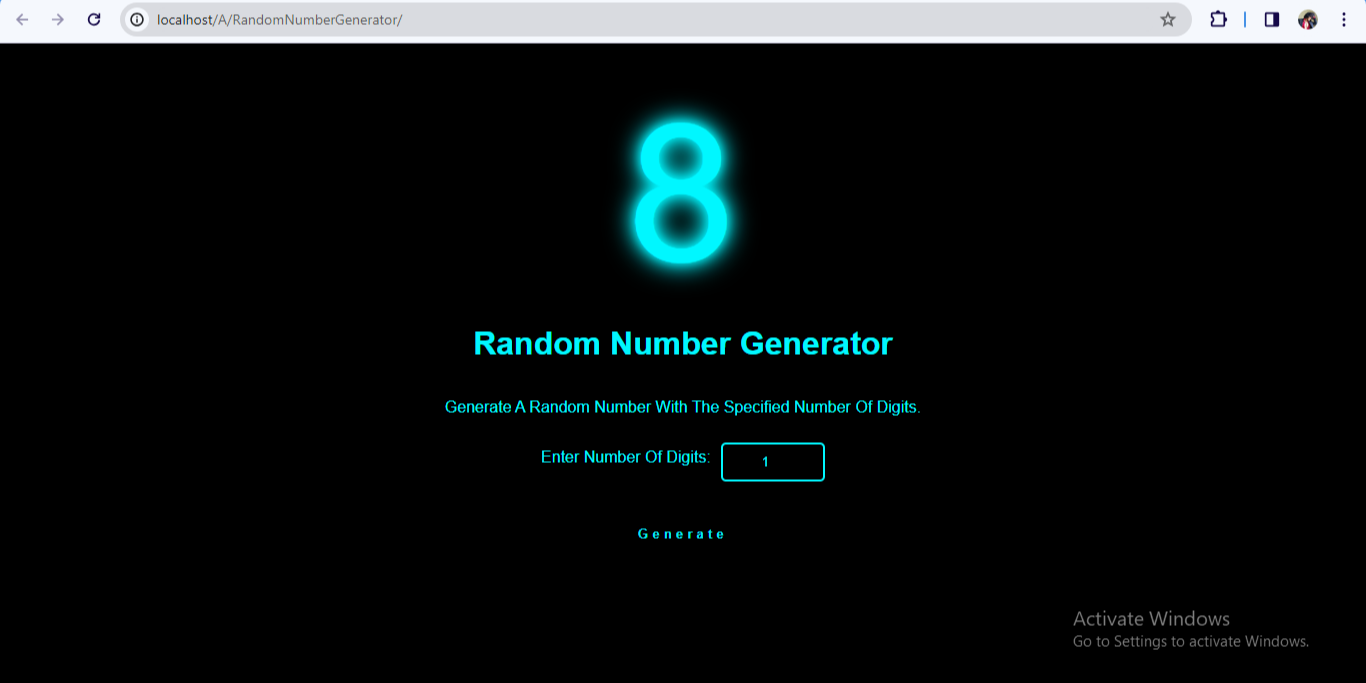 localhost/A/RandomNumberGenerator/
8
Random Number Generator
Generate A Random Number With The Specified Number Of Digits.
Enter Number Of Digits: 1
Generate
Activate Windows
Go to Settings to activate Windows.